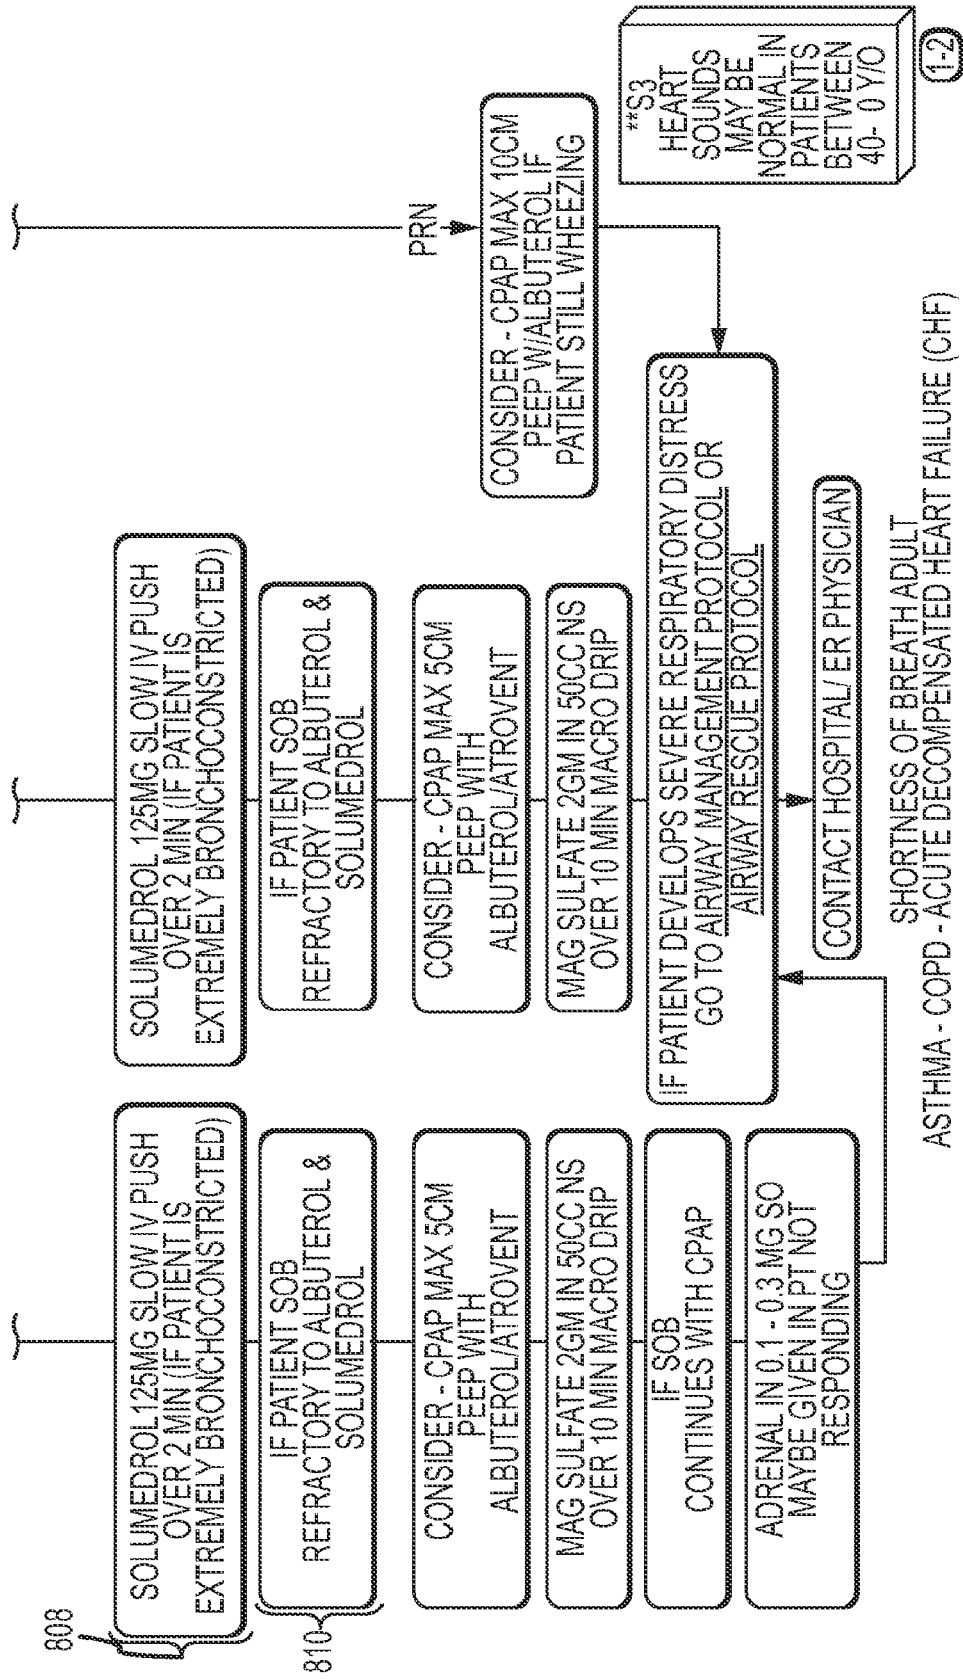 808
SOLUMEDROL 125MG SLOW IV PUSH
OVER 2 MIN (IF PATIENT IS
EXTREMELY BRONCHOCONSTRICTED)
810
IF PATIENT SOB
REFRACTORY TO ALBUTEROL &
SOLUMEDROL
CONSIDER - CPAP MAX 5CM
PEEP WITH
ALBUTEROL/ATROVENT
MAG SULFATE 2GM IN 50CC NS
OVER 10 MIN MACRO DRIP
IF SOB
CONTINUES WITH CPAP
ADRENAL IN 0.1 - 0.3 MG SO
MAYBE GIVEN IN PT NOT
RESPONDING
SOLUMEDROL 125MG SLOW IV PUSH
OVER 2 MIN (IF PATIENT IS
EXTREMELY BRONCHOCONSTRICTED)
IF PATIENT SOB
REFRACTORY TO ALBUTEROL &
SOLUMEDROL
CONSIDER - CPAP MAX 5CM
PEEP WITH
ALBUTEROL/ATROVENT
MAG SULFATE 2GM IN 50CC NS
OVER 10 MIN MACRO DRIP
PRN
CONSIDER - CPAP MAX 10CM
PEEP W/ALBUTEROL IF
PATIENT STILL WHEEZING
IF PATIENT DEVELOPS SEVERE RESPIRATORY DISTRESS
GO TO AIRWAY MANAGEMENT PROTOCOL OR
AIRWAY RESCUE PROTOCOL
CONTACT HOSPITAL/ ER PHYSICIAN
**S3
HEART
SOUNDS
MAY BE
NORMAL IN
PATIENTS
BETWEEN
40- 0 Y/O
1-2
SHORTNESS OF BREATH ADULT
ASTHMA - COPD - ACUTE DECOMPENSATED HEART FAILURE (CHF)